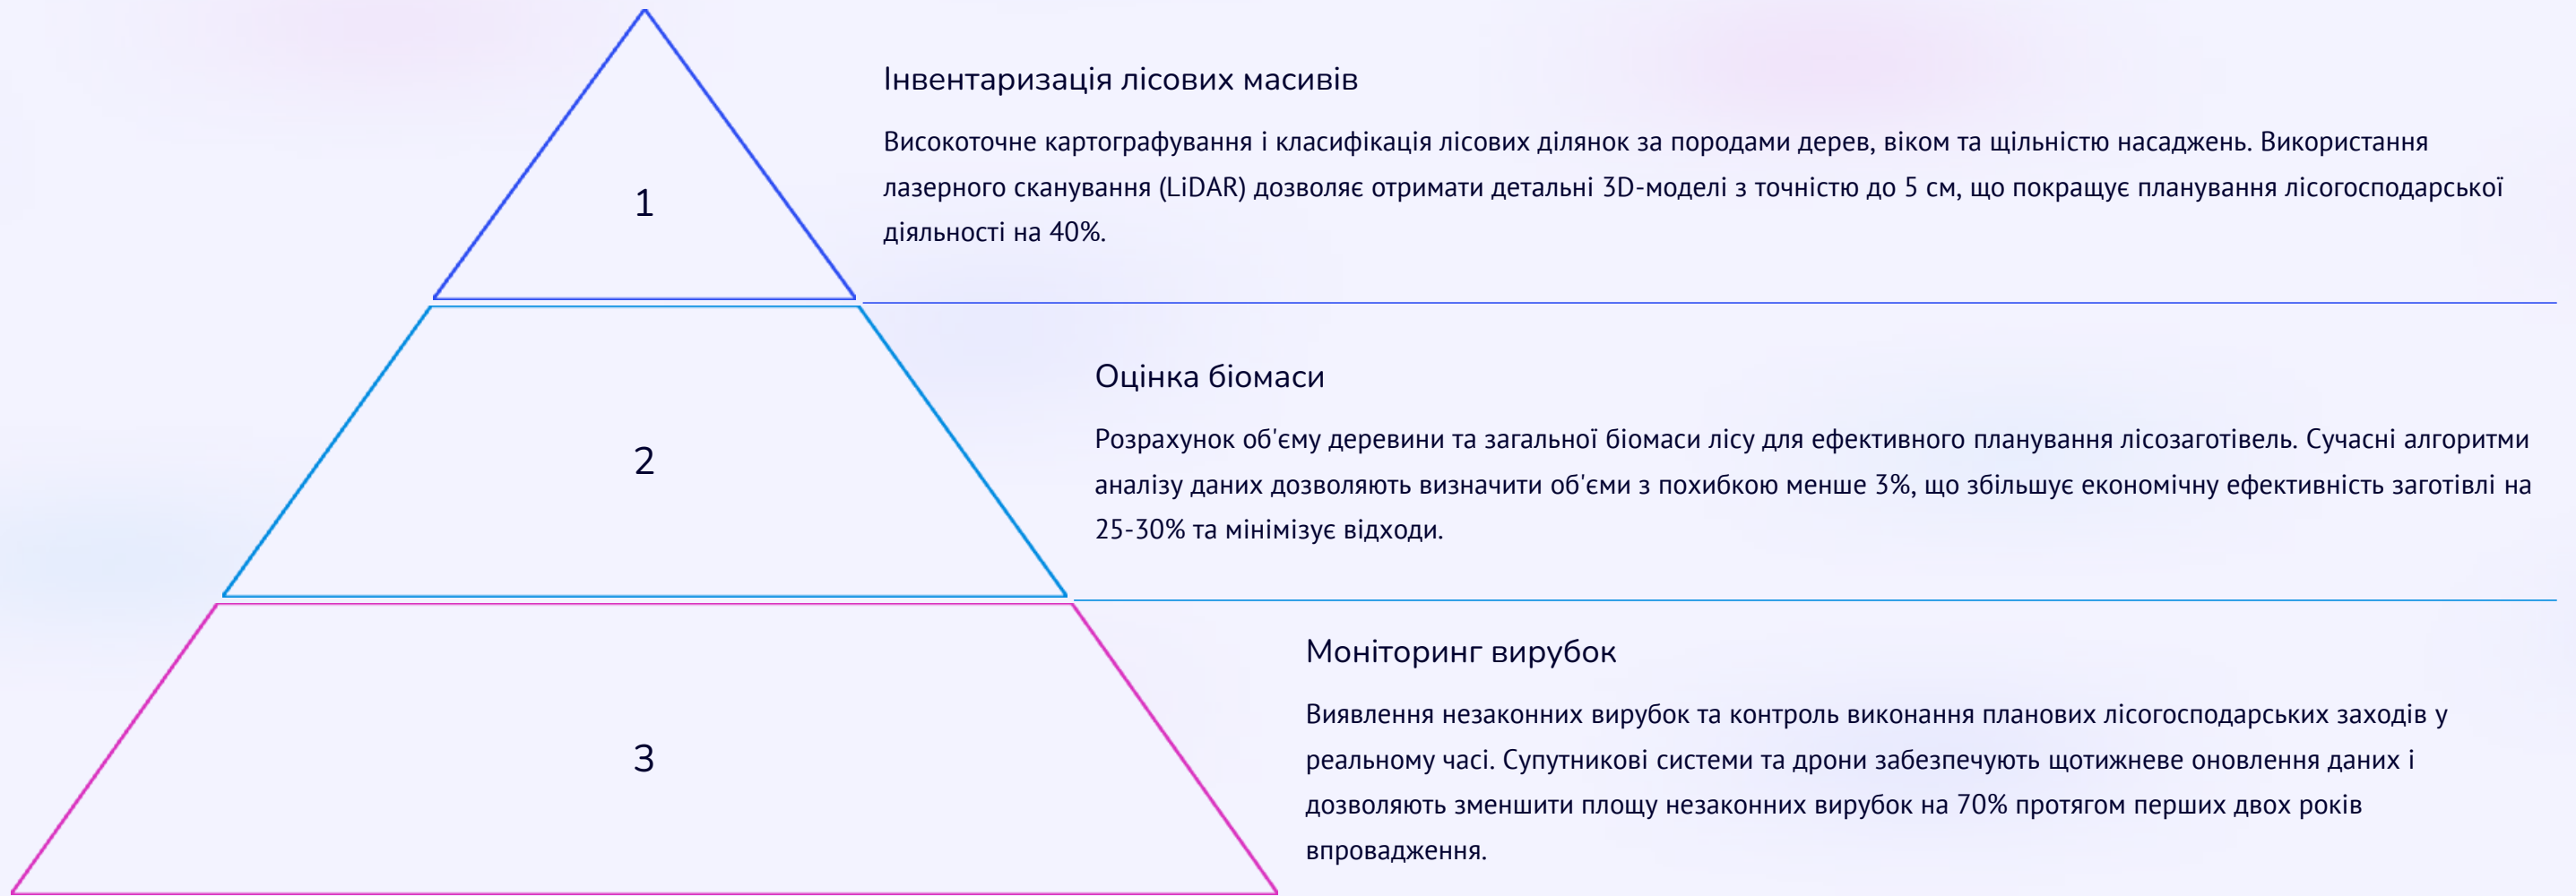 Інвентаризація лісових масивів
Високоточне картографування і класифікація лісових ділянок за породами дерев, віком та щільністю насаджень. Використання
лазерного сканування (LiDAR) дозволяє отримати детальні 3D-моделі з точністю до 5 см, що покращує планування лісогосподарської
діяльності на 40%.
1
Оцінка біомаси
Розрахунок об'єму деревини та загальної біомаси лісу для ефективного планування лісозаготівель. Сучасні алгоритми
аналізу даних дозволяють визначити об'єми з похибкою менше 3%, що збільшує економічну ефективність заготівлі на
25-30% та мінімізує відходи.
2
Моніторинг вирубок
Виявлення незаконних вирубок та контроль виконання планових лісогосподарських заходів у
реальному часі. Супутникові системи та дрони забезпечують щотижневе оновлення даних і
дозволяють зменшити площу незаконних вирубок на 70% протягом перших двох років
впровадження.
3